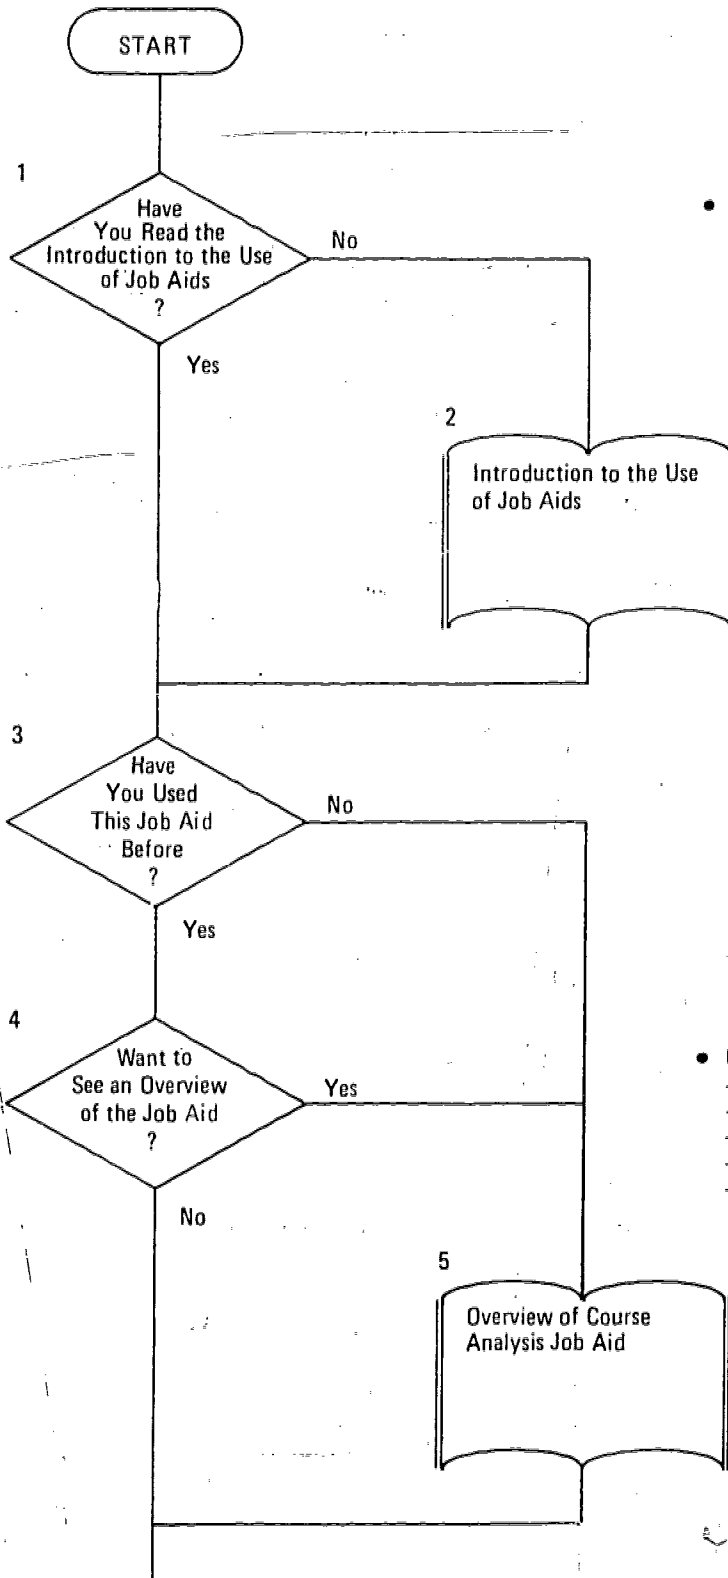 START
1
Have
You Read the
Introduction to the Use
of Job Aids
?
No
Yes
2
Introduction to the Use
of Job Aids
3
Have
You Used
This Job Aid
Before
?
No
Yes
4
Want to
See an Overview
of the Job Aid
?
Yes
No
5
Overview of Course
Analysis Job Aid